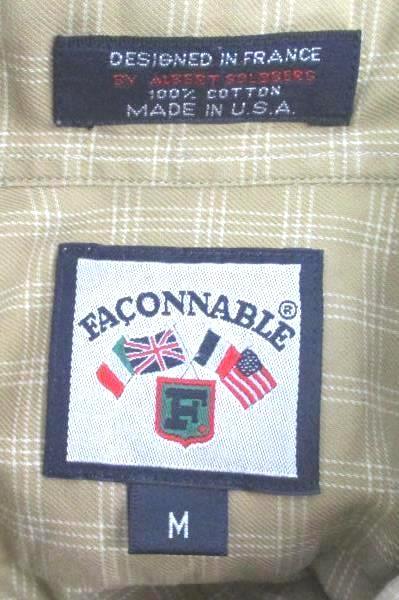 DESIGNED IN FRANCE
BY ALBERT GOLDBERG
100% COTTON
MADE IN U.S.A.
FAÇONNABLE®
F.
M